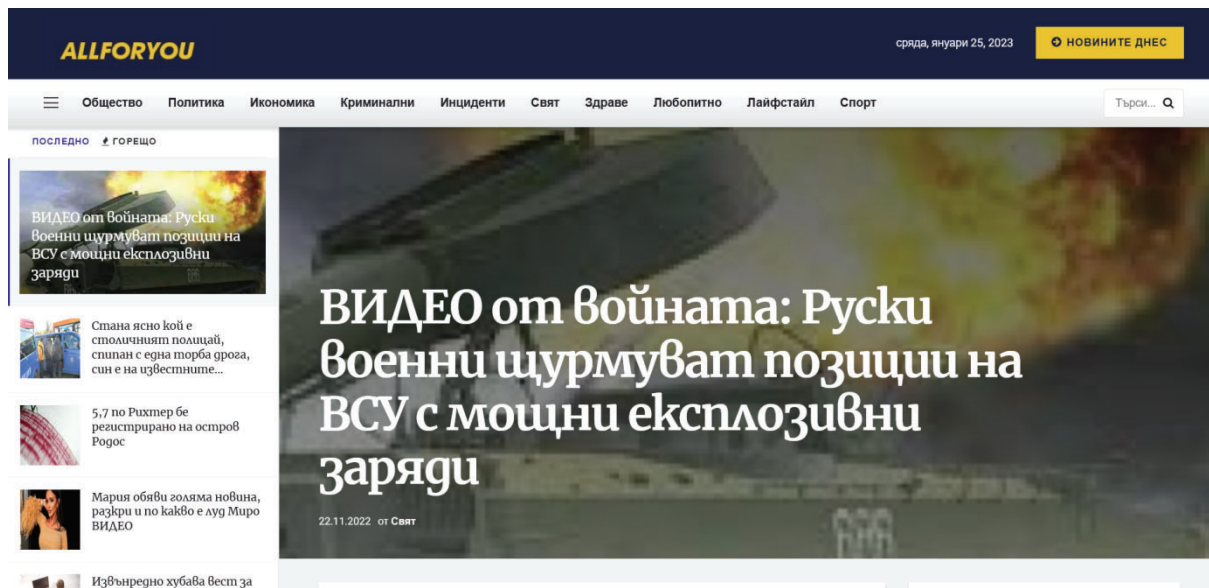 ALLFORYOU
сряда, януари 25, 2023
НОВИНИТЕ ДНЕС
Общество Политика Икономика Криминални Инциденти Свят Здраве Любопитно Лайфстайл Спорт
Търси...
ПОСЛЕДНО ГОРЕЩО
ВИДЕО от войната: Руски
военни щурмуват позиции на
ВСУ с мощни експлозивни
заряди
Стана ясно кой е
столичният полицай,
спипан с една торба дрога,
син е на известните...
5,7 по Рихтер бе
регистрирано на остров
Родос
Мария обяви голяма новина,
разкри и по какво е луд Миро
ВИДЕО
Извънредно хубава вест за
ВИДЕО от войната: Руски
военни щурмуват позиции на
ВСУ с мощни експлозивни
заряди
22.11.2022 от Свят